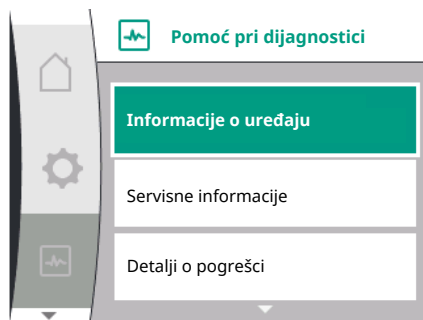 Pomoć pri dijagnostici
Informacije o uređaju
Servisne informacije
Detalji o pogrešci